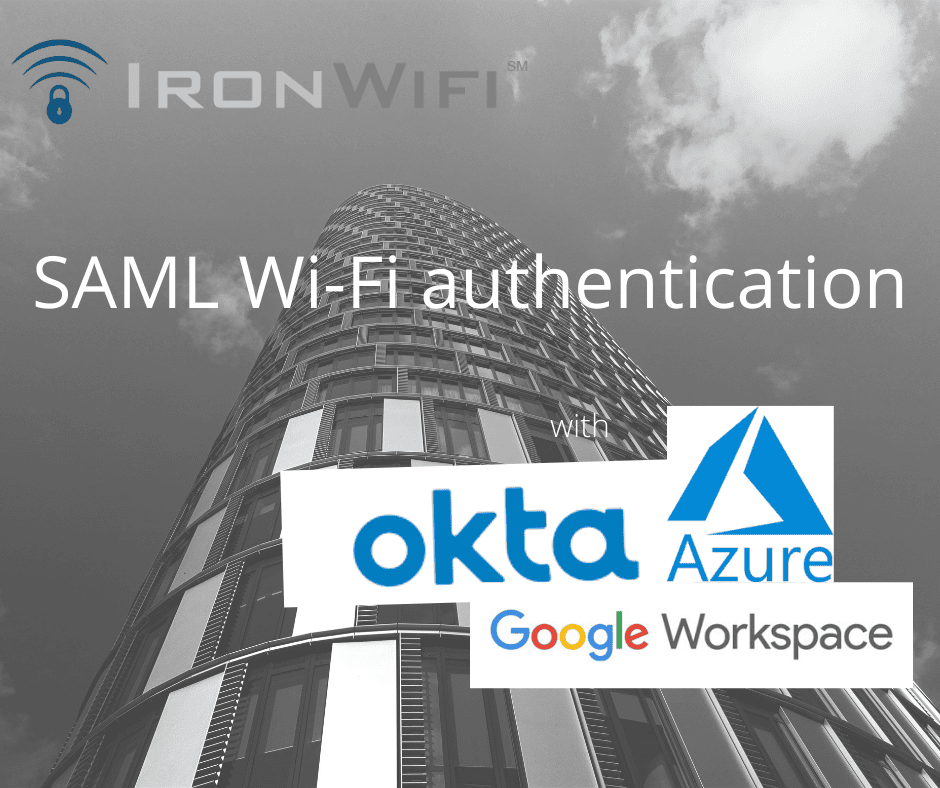 IRONWIFI SM
SAML Wi-Fi authentication
with
okta
Azure
Google Workspace